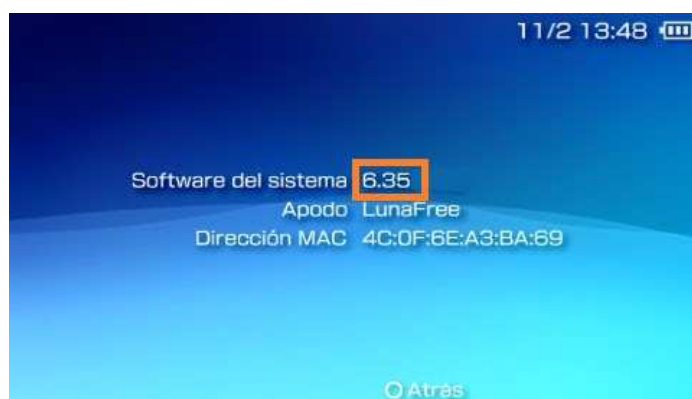 11/2 13:48
Software del sistema 6.35
Apodo LunaFree
Dirección MAC 4C:0F:6E:A3:BA:69
Atrás